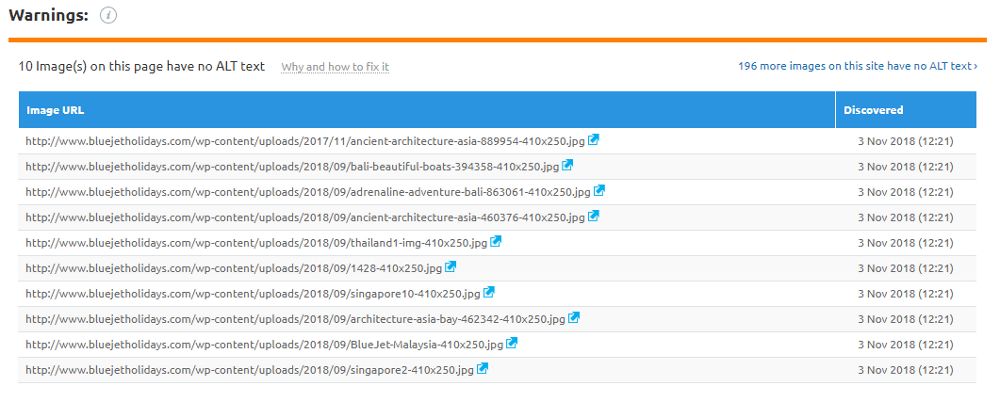 Warnings:
10 Image(s) on this page have no ALT text Why and how to fix it 196 more images on this site have no ALT text ›
Image URL Discovered
http://www.bluejetholidays.com/wp-content/uploads/2017/11/ancient-architecture-asia-889954-410x250.jpg 3 Nov 2018 (12:21)
http://www.bluejetholidays.com/wp-content/uploads/2018/09/bali-beautiful-boats-394358-410x250.jpg 3 Nov 2018 (12:21)
http://www.bluejetholidays.com/wp-content/uploads/2018/09/adrenaline-adventure-bali-863061-410x250.jpg 3 Nov 2018 (12:21)
http://www.bluejetholidays.com/wp-content/uploads/2018/09/ancient-architecture-asia-460376-410x250.jpg 3 Nov 2018 (12:21)
http://www.bluejetholidays.com/wp-content/uploads/2018/09/thailand1-img-410x250.jpg 3 Nov 2018 (12:21)
http://www.bluejetholidays.com/wp-content/uploads/2018/09/1428-410x250.jpg 3 Nov 2018 (12:21)
http://www.bluejetholidays.com/wp-content/uploads/2018/09/singapore10-410x250.jpg 3 Nov 2018 (12:21)
http://www.bluejetholidays.com/wp-content/uploads/2018/09/architecture-asia-bay-462342-410x250.jpg 3 Nov 2018 (12:21)
http://www.bluejetholidays.com/wp-content/uploads/2018/09/BlueJet-Malaysia-410x250.jpg 3 Nov 2018 (12:21)
http://www.bluejetholidays.com/wp-content/uploads/2018/09/singapore2-410x250.jpg 3 Nov 2018 (12:21)